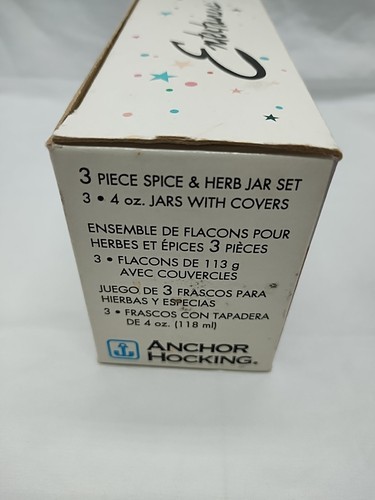 3 PIECE SPICE & HERB JAR SET
3 • 4 oz. JARS WITH COVERS
ENSEMBLE DE FLACONS POUR
HERBES ET ÉPICES 3 PIÈCES
3 • FLACONS DE 113 g
AVEC COUVERCLES
JUEGO DE 3 FRASCOS PARA
HIERBAS Y ESPECIAS
3 • FRASCOS CON TAPADERA
DE 4 oz. (118 ml)
ANCHOR
HOCKING®